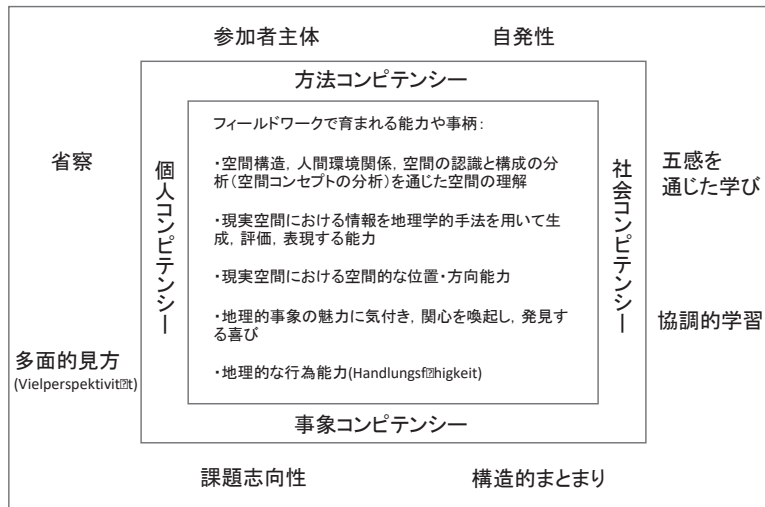 参加者主体
自発性
方法コンピテンシー
省察
個人コンピテンシー
フィールドワークで育まれる能力や事柄:
・空間構造, 人間環境関係, 空間の認識と構成の分
析(空間コンセプトの分析)を通じた空間の理解
・現実空間における情報を地理学的手法を用いて生
成, 評価, 表現する能力
・現実空間における空間的な位置・方向能力
・地理的事象の魅力に気付き, 関心を喚起し, 発見す
る喜び
・地理的な行為能力(Handlungsf�higkeit)
社会コンピテンシー
五感を
通じた学び
協調的学習
多面的見方
(Vielperspektivit�t)
事象コンピテンシー
課題志向性
構造的まとまり